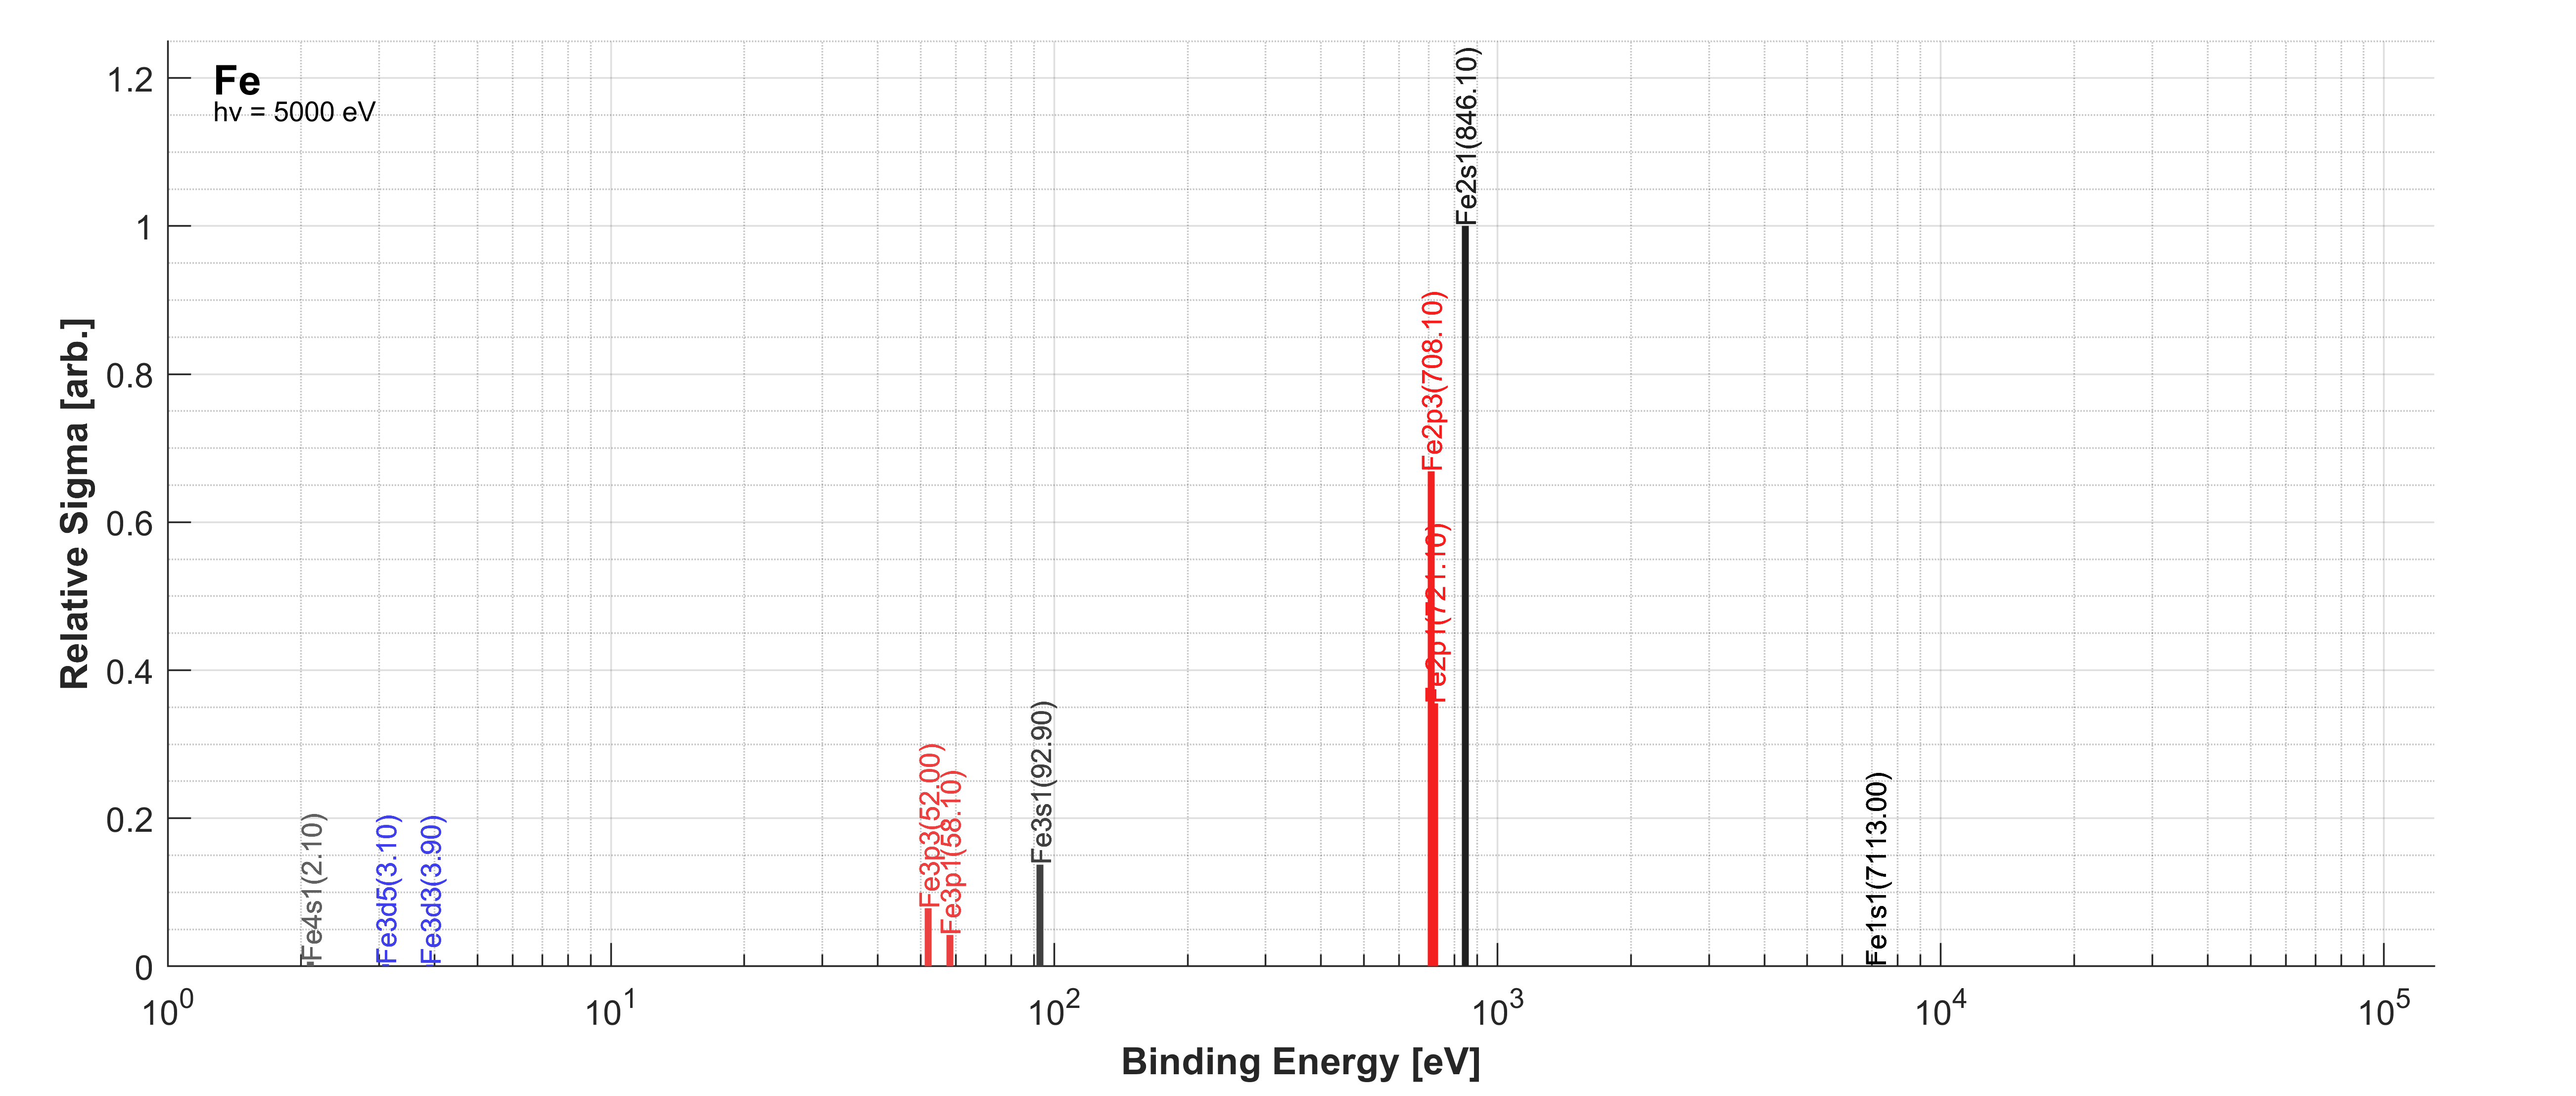 Fe
hν = 5000 eV
Relative Sigma [arb.]
1.2
1
0.8
0.6
0.4
0.2
0
Fe4s1(2.10)
Fe3d5(3.10)
Fe3d3(3.90)
Fe3p3(52.00)
Fe3p1(58.10)
Fe3s1(92.90)
Fe2p3(708.10)
Fe2p1(721.10)
Fe2s1(846.10)
Fe1s1(7113.00)
10^0
10^1
10^2
10^3
10^4
10^5
Binding Energy [eV]